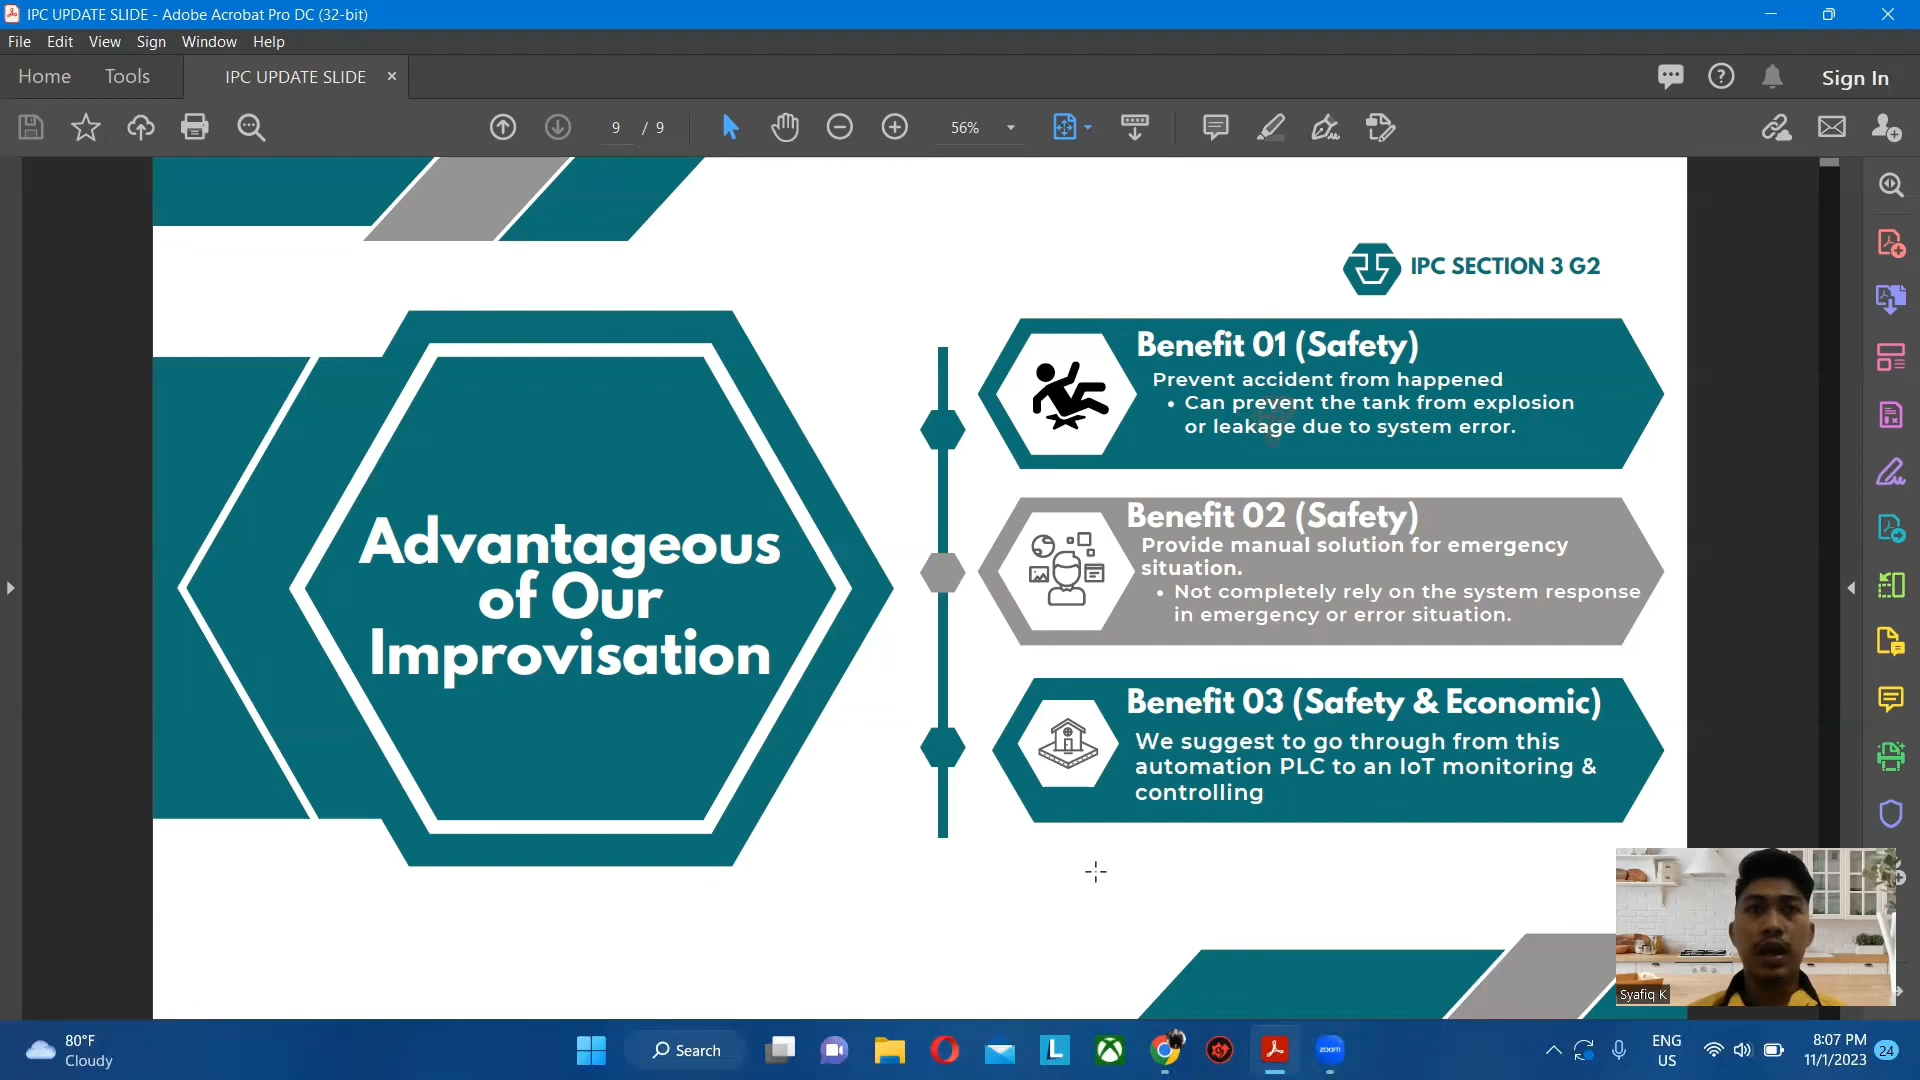 IPC UPDATE SLIDE - Adobe Acrobat Pro DC (32-bit)
File Edit View Sign Window Help
Home Tools IPC UPDATE SLIDE × Sign In
9 / 9 56%
IPC SECTION 3 G2
Advantageous
of Our
Improvisation
Benefit 01 (Safety)
Prevent accident from happened
• Can prevent the tank from explosion
or leakage due to system error.
Benefit 02 (Safety)
Provide manual solution for emergency
situation.
• Not completely rely on the system response
in emergency or error situation.
Benefit 03 (Safety & Economic)
We suggest to go through from this
automation PLC to an IoT monitoring &
controlling
Syafiq K
80°F
Cloudy
Search
L
zoom
ENG
US
8:07 PM
11/1/2023
24